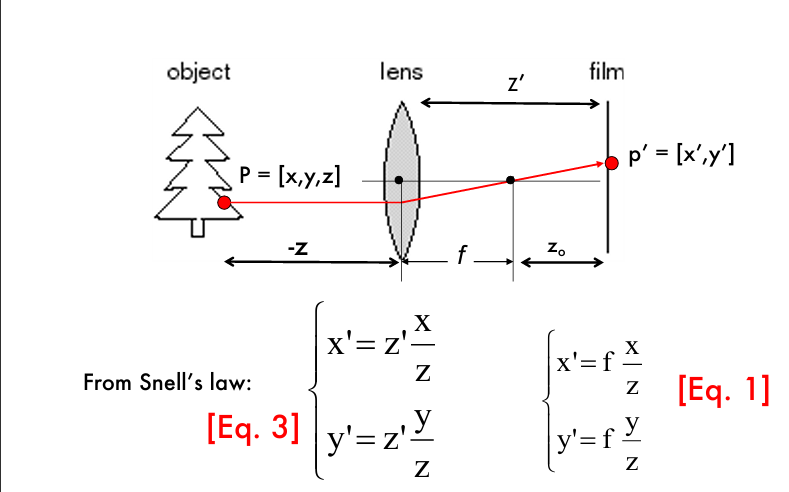 object lens film
z'
P = [x,y,z]
p' = [x',y']
-z f zₒ
From Snell's law:
[Eq. 3]
x'= z' x/z
y'= z' y/z
x'= f x/z
y'= f y/z
[Eq. 1]